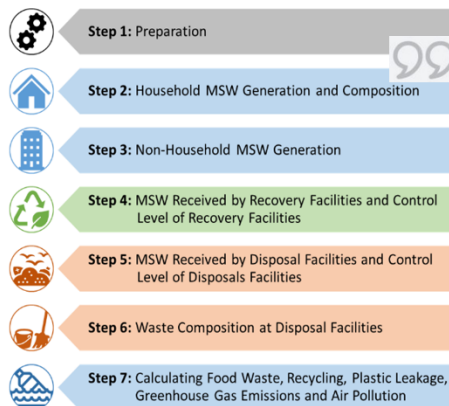 Step 1: Preparation
Step 2: Household MSW Generation and Composition
Step 3: Non-Household MSW Generation
Step 4: MSW Received by Recovery Facilities and Control
Level of Recovery Facilities
Step 5: MSW Received by Disposal Facilities and Control
Level of Disposals Facilities
Step 6: Waste Composition at Disposal Facilities
Step 7: Calculating Food Waste, Recycling, Plastic Leakage,
Greenhouse Gas Emissions and Air Pollution